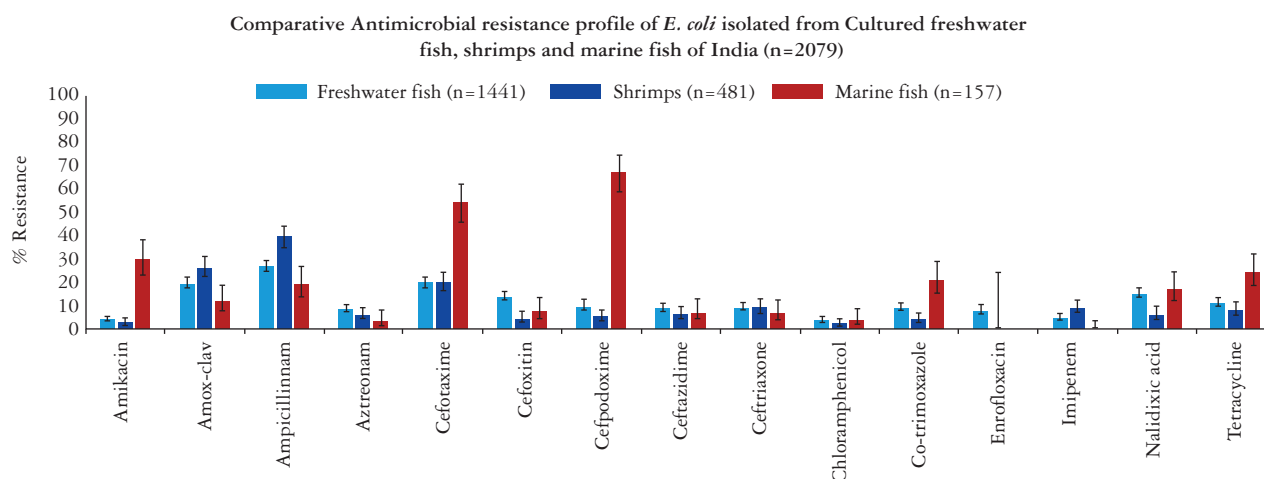 Comparative Antimicrobial resistance profile of E. coli isolated from Cultured freshwater
fish, shrimps and marine fish of India (n=2079)
Freshwater fish (n=1441)
Shrimps (n=481)
Marine fish (n=157)
% Resistance
100
90
80
70
60
50
40
30
20
10
0
Amikacin
Amox-clav
Ampicillinnam
Aztreonam
Cefotaxime
Cefoxitin
Cefpodoxime
Ceftazidime
Ceftriaxone
Chloramphenicol
Co-trimoxazole
Enrofloxacin
Imipenem
Nalidixic acid
Tetracycline